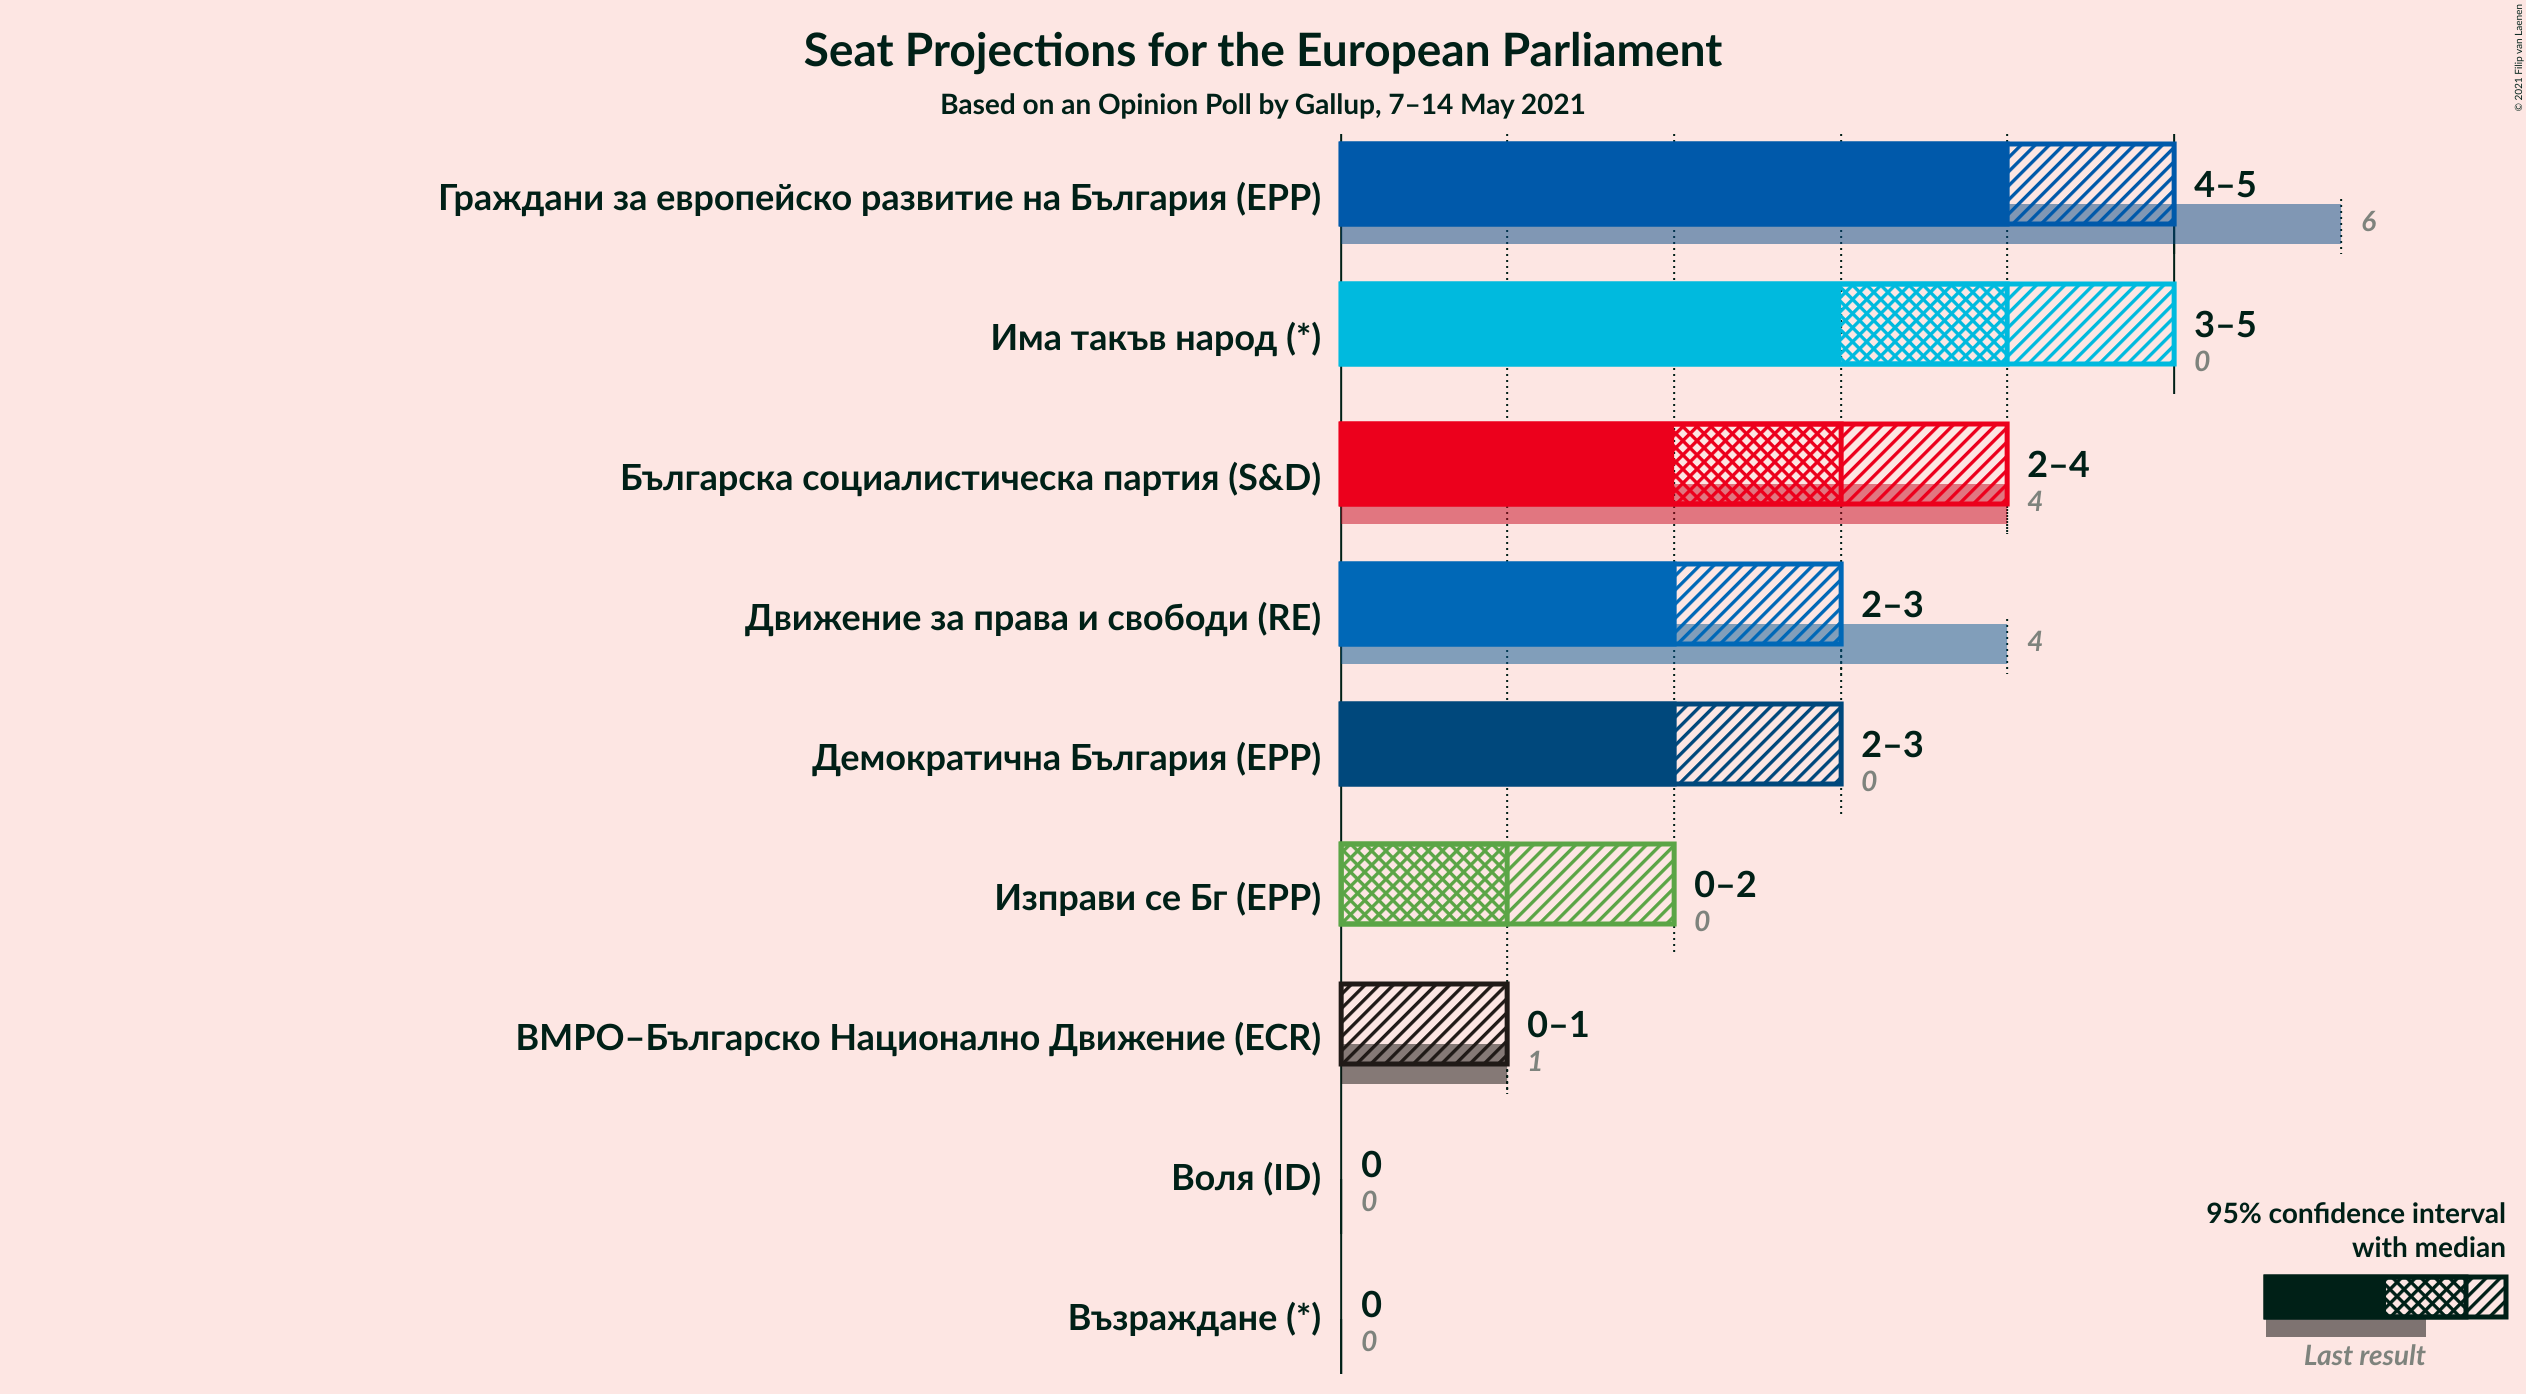 © 2021 Filip van Laenen
Seat Projections for the European Parliament
Based on an Opinion Poll by Gallup, 7–14 May 2021
Граждани за европейско развитие на България (EPP)
4–5
6
Има такъв народ (*)
3–5
0
Българска социалистическа партия (S&D)
2–4
4
Движение за права и свободи (RE)
2–3
4
Демократична България (EPP)
2–3
0
Изправи се Бг (EPP)
0–2
0
ВМРО–Българско Национално Движение (ECR)
0–1
1
Воля (ID)
0
0
Възраждане (*)
0
0
95% confidence interval
with median
Last result